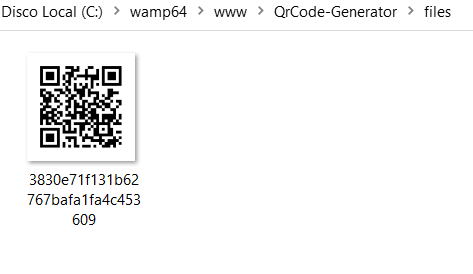 Disco Local (C:) > wamp64 > www > QrCode-Generator > files
3830e71f131b62
767bafa1fa4c453
609